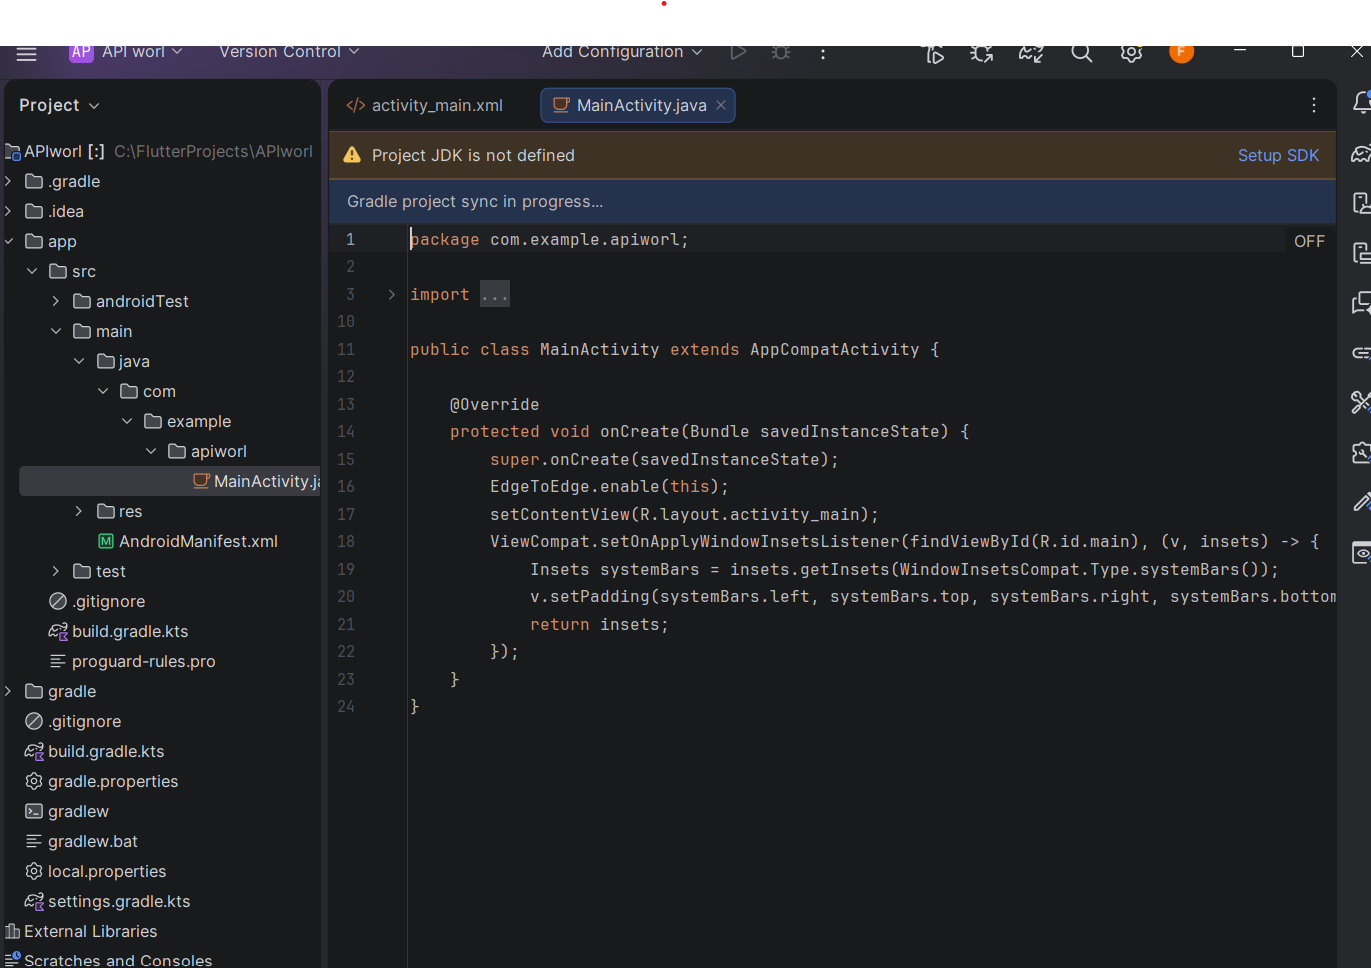 AP API worl Version Control Add Configuration F
Project
APIworl [:] C:\FlutterProjects\APIworl
.gradle
.idea
app
src
androidTest
main
java
com
example
apiworl
MainActivity.ja
res
AndroidManifest.xml
test
.gitignore
build.gradle.kts
proguard-rules.pro
gradle
.gitignore
build.gradle.kts
gradle.properties
gradlew
gradlew.bat
local.properties
settings.gradle.kts
External Libraries
Scratches and Consoles
activity_main.xml MainActivity.java
Project JDK is not defined Setup SDK
Gradle project sync in progress...
1 package com.example.apiworl; OFF
2
3 import ...
10
11 public class MainActivity extends AppCompatActivity {
12
13 @Override
14 protected void onCreate(Bundle savedInstanceState) {
15 super.onCreate(savedInstanceState);
16 EdgeToEdge.enable(this);
17 setContentView(R.layout.activity_main);
18 ViewCompat.setOnApplyWindowInsetsListener(findViewById(R.id.main), (v, insets) -> {
19 Insets systemBars = insets.getInsets(WindowInsetsCompat.Type.systemBars());
20 v.setPadding(systemBars.left, systemBars.top, systemBars.right, systemBars.bottom
21 return insets;
22 });
23 }
24 }